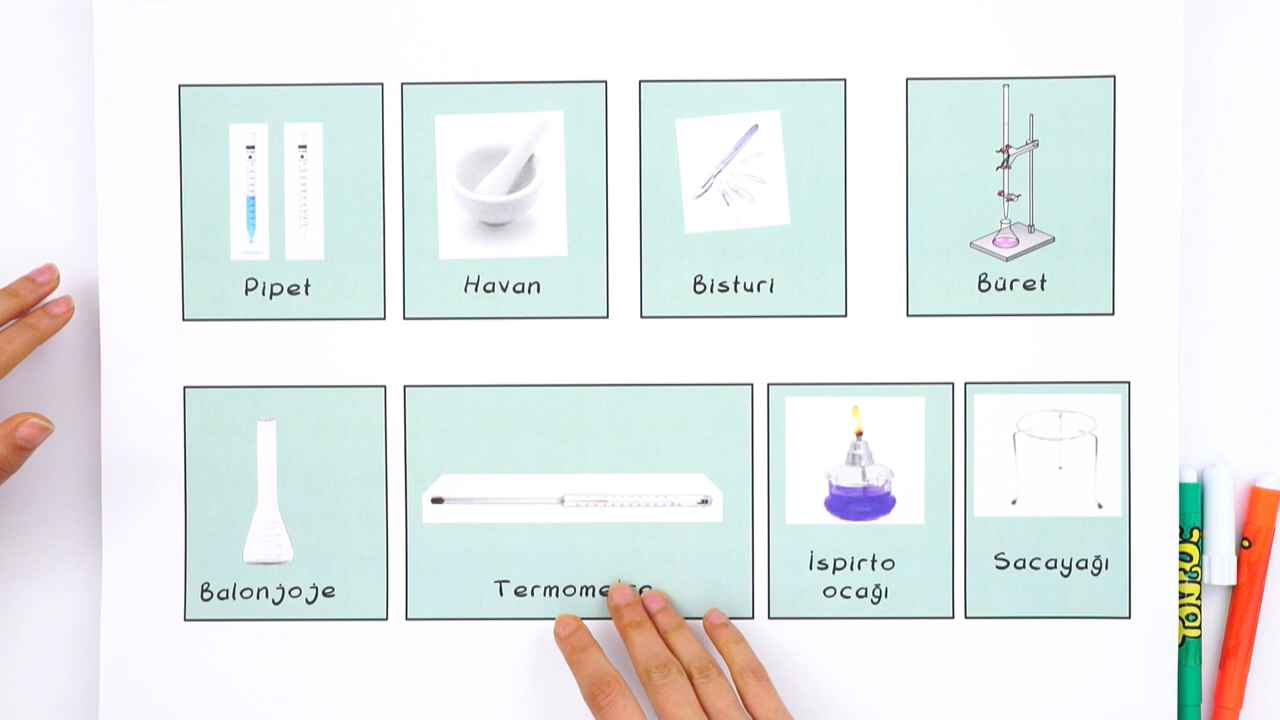 Pipet
Havan
Bisturi
Büret
Balonjoje
İspirto
ocağı
Sacayağı